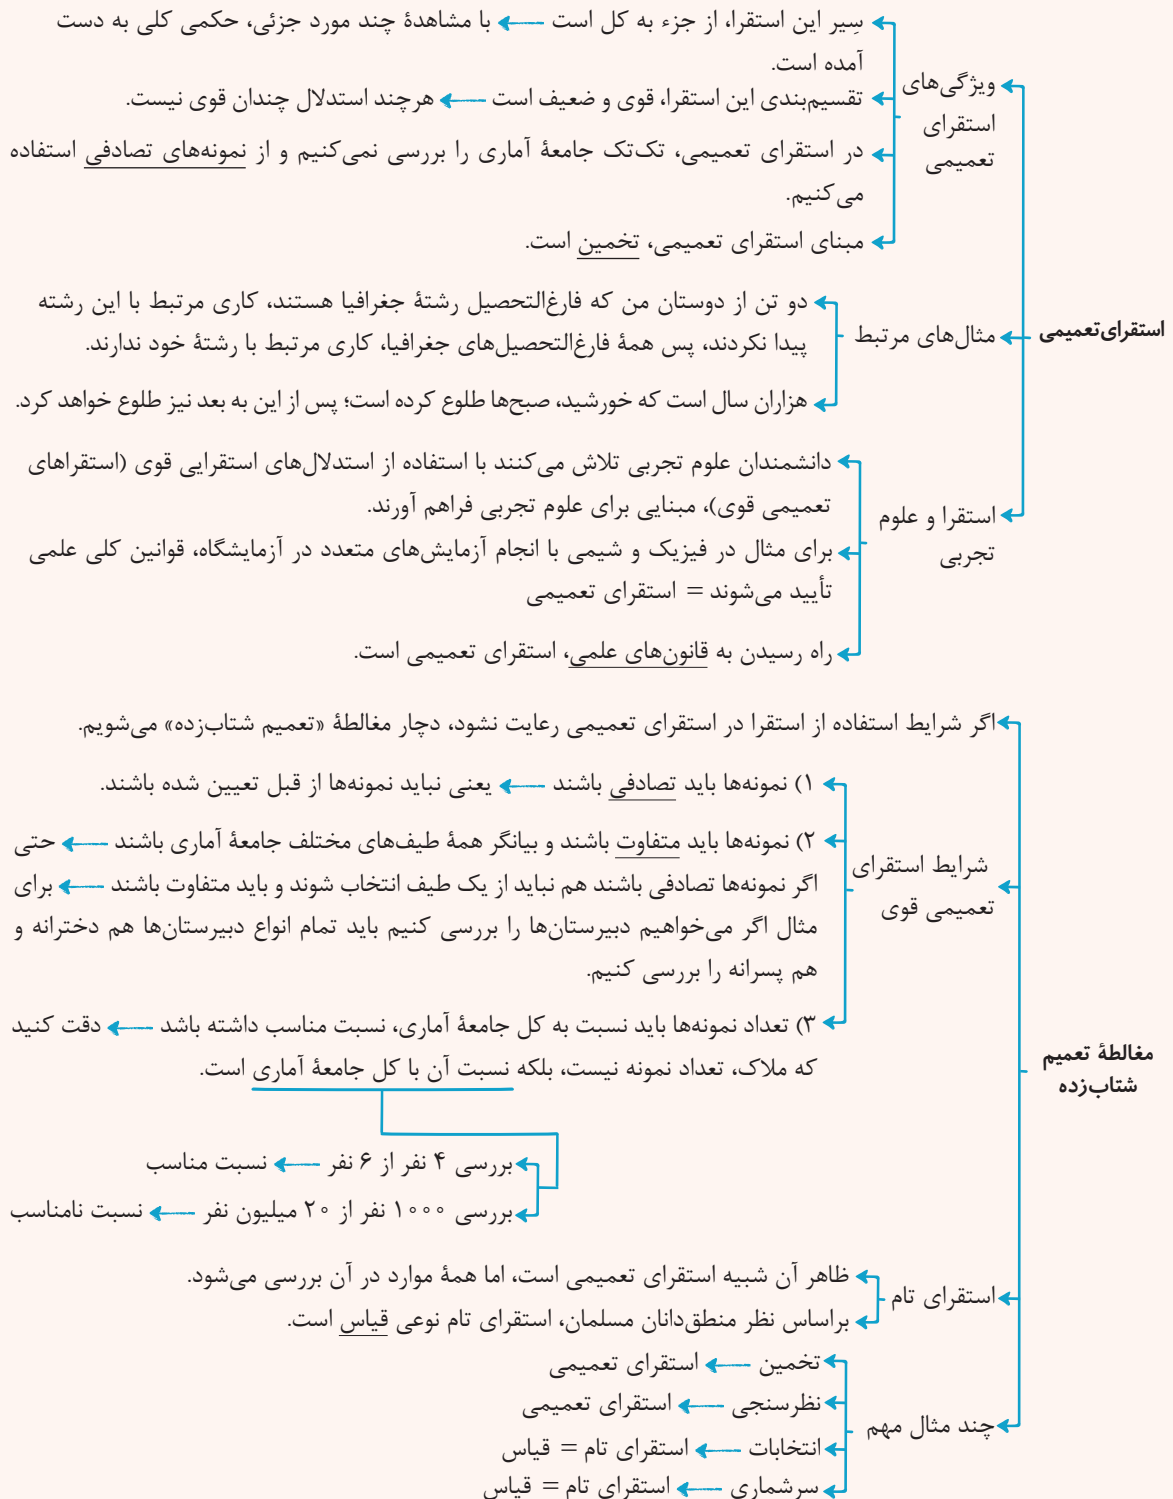 استقرای تعمیمی
ویژگی‌های
استقرای
تعمیمی
سِیر این استقرا، از جزء به کل است ← با مشاهدهٔ چند مورد جزئی، حکمی کلی به دست
آمده است.
تقسیم‌بندی این استقرا، قوی و ضعیف است ← هرچند استدلال چندان قوی نیست.
در استقرای تعمیمی، تک‌تک جامعهٔ آماری را بررسی نمی‌کنیم و از نمونه‌های تصادفی استفاده
می‌کنیم.
مبنای استقرای تعمیمی، تخمین است.
مثال‌های مرتبط
دو تن از دوستان من که فارغ‌التحصیل رشتهٔ جغرافیا هستند، کاری مرتبط با این رشته
پیدا نکردند، پس همهٔ فارغ‌التحصیل‌های جغرافیا، کاری مرتبط با رشتهٔ خود ندارند.
هزاران سال است که خورشید، صبح‌ها طلوع کرده است؛ پس از این به بعد نیز طلوع خواهد کرد.
استقرا و علوم
تجربی
دانشمندان علوم تجربی تلاش می‌کنند با استفاده از استدلال‌های استقرایی قوی (استقراهای
تعمیمی قوی)، مبنایی برای علوم تجربی فراهم آورند.
برای مثال در فیزیک و شیمی با انجام آزمایش‌های متعدد در آزمایشگاه، قوانین کلی علمی
تأیید می‌شوند = استقرای تعمیمی
راه رسیدن به قانون‌های علمی، استقرای تعمیمی است.
مغالطهٔ تعمیم
شتاب‌زده
اگر شرایط استفاده از استقرا در استقرای تعمیمی رعایت نشود، دچار مغالطهٔ «تعمیم شتاب‌زده» می‌شویم.
شرایط استقرای
تعمیمی قوی
۱) نمونه‌ها باید تصادفی باشند ← یعنی نباید نمونه‌ها از قبل تعیین شده باشند.
۲) نمونه‌ها باید متفاوت باشند و بیانگر همهٔ طیف‌های مختلف جامعهٔ آماری باشند ← حتی
اگر نمونه‌ها تصادفی باشند هم نباید از یک طیف انتخاب شوند و باید متفاوت باشند ← برای
مثال اگر می‌خواهیم دبیرستان‌ها را بررسی کنیم باید تمام انواع دبیرستان‌ها هم دخترانه و
هم پسرانه را بررسی کنیم.
۳) تعداد نمونه‌ها باید نسبت به کل جامعهٔ آماری، نسبت مناسب داشته باشد ← دقت کنید
که ملاک، تعداد نمونه نیست، بلکه نسبت آن با کل جامعهٔ آماری است.
بررسی ۴ نفر از ۶ نفر ← نسبت مناسب
بررسی ۱۰۰۰ نفر از ۲۰ میلیون نفر ← نسبت نامناسب
استقرای تام
ظاهر آن شبیه استقرای تعمیمی است، اما همهٔ موارد در آن بررسی می‌شود.
براساس نظر منطق‌دانان مسلمان، استقرای تام نوعی قیاس است.
چند مثال مهم
تخمین ← استقرای تعمیمی
نظرسنجی ← استقرای تعمیمی
انتخابات ← استقرای تام = قیاس
سرشماری ← استقرای تام = قیاس